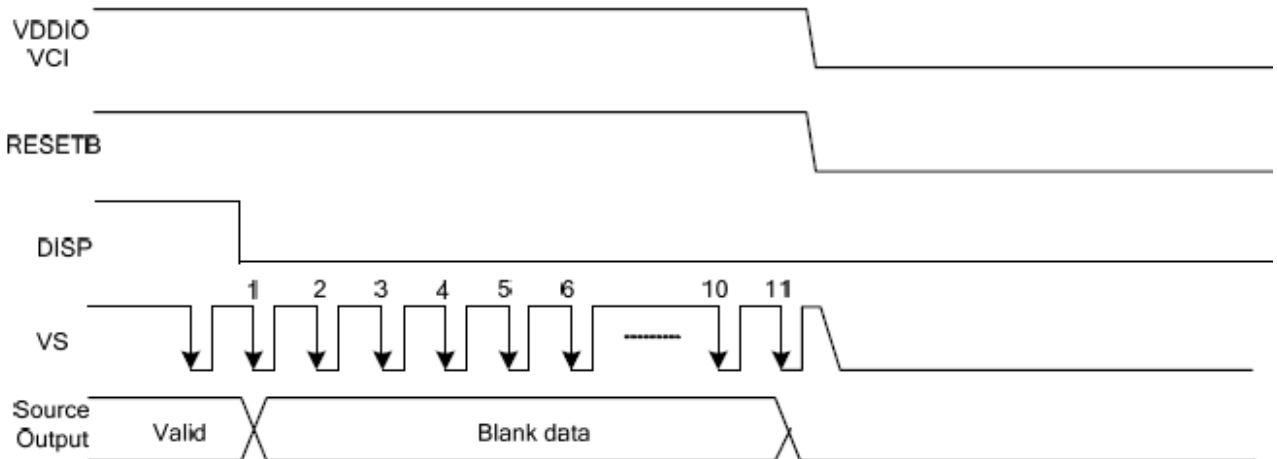 VDDIO
VCI
RESETB
DISP
1 2 3 4 5 6 10 11
VS
Source
Output
Valid
Blank data